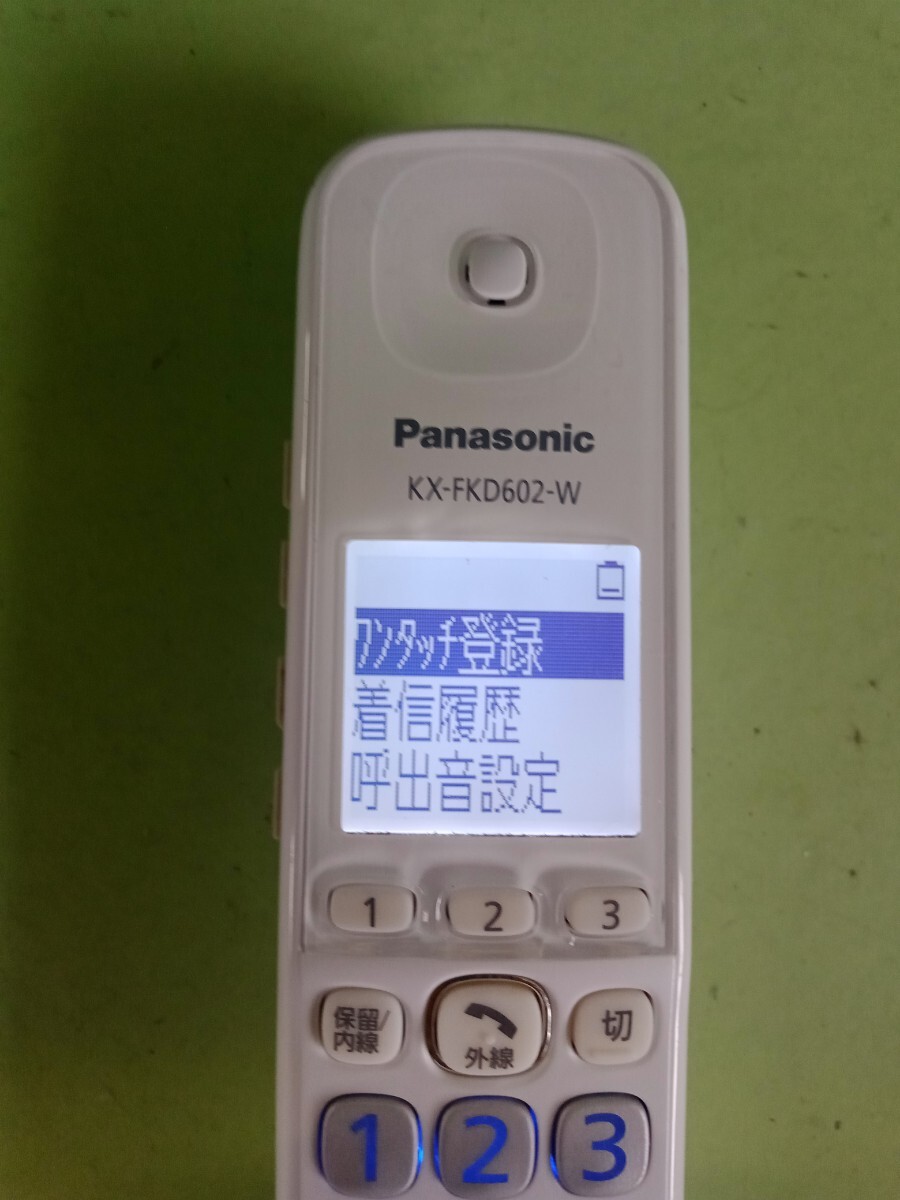 Panasonic
KX-FKD602-W
ﾜﾝﾀｯﾁ登録
着信履歴
呼出音設定
1 2 3
保留/
内線
外線
切
1 2 3